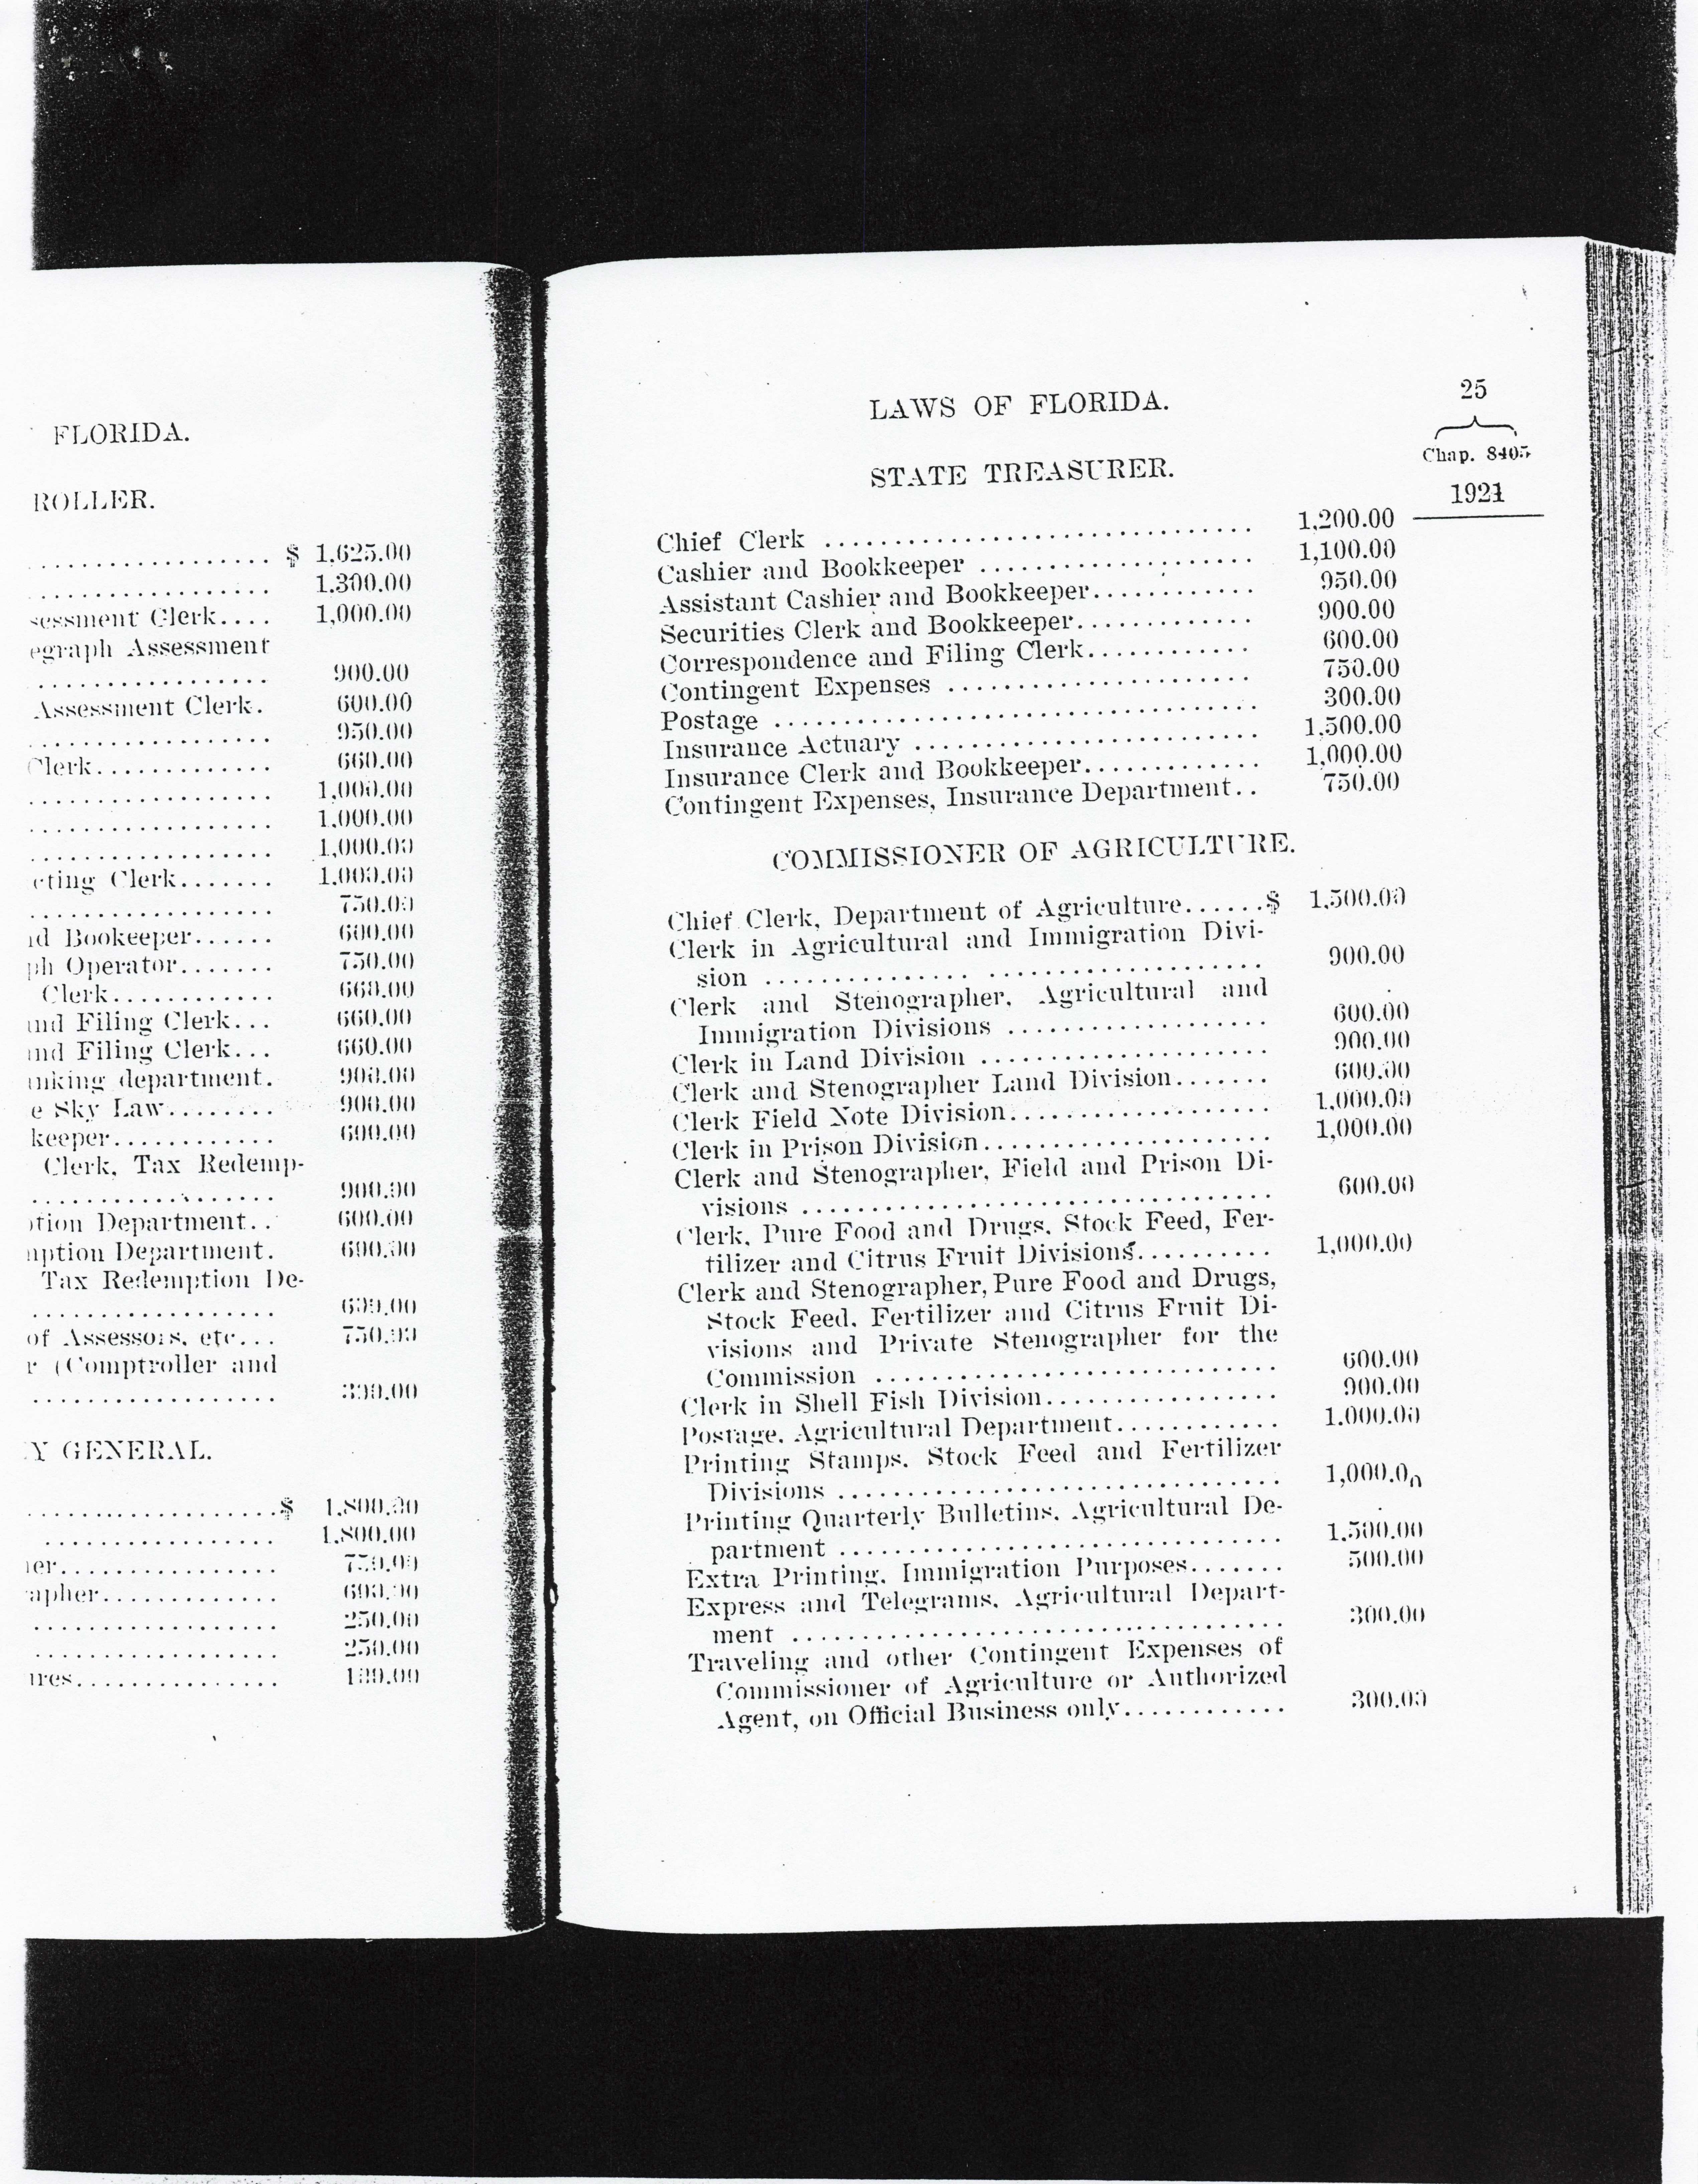 FLORIDA.
ROLLER.
.................. $ 1,625.00
.................. 1,300.00
sessment Clerk.... 1,000.00
egraph Assessment
................. 900.00
Assessment Clerk. 600.00
.................. 950.00
Clerk............. 660.00
.................. 1,000.00
.................. 1,000.00
.................. 1,000.00
cting Clerk....... 1,000.00
.................. 750.00
d Bookeeper...... 600.00
ph Operator....... 750.00
Clerk............ 660.00
and Filing Clerk... 660.00
and Filing Clerk... 660.00
anking department. 900.00
e Sky Law........ 900.00
keeper............ 600.00
Clerk, Tax Redemp-
.................. 900.00
tion Department.. 600.00
mption Department. 600.00
Tax Redemption De-
.................. 600.00
of Assessors, etc... 750.00
r (Comptroller and
.................. 300.00
Y GENERAL.
...................$ 1,800.00
................. 1,800.00
er................ 750.00
apher............. 600.00
.................. 250.00
.................. 250.00
ures............... 100.00
LAWS OF FLORIDA.
25
Chap. 8405
1921
STATE TREASURER.
Chief Clerk .............................. 1,200.00
Cashier and Bookkeeper .................... 1,100.00
Assistant Cashier and Bookkeeper............ 950.00
Securities Clerk and Bookkeeper............. 900.00
Correspondence and Filing Clerk............ 600.00
Contingent Expenses ...................... 750.00
Postage .................................. 300.00
Insurance Actuary ......................... 1,500.00
Insurance Clerk and Bookkeeper............. 1,000.00
Contingent Expenses, Insurance Department.. 750.00
COMMISSIONER OF AGRICULTURE.
Chief Clerk, Department of Agriculture......$ 1,500.00
Clerk in Agricultural and Immigration Divi-
sion .................................. 900.00
Clerk and Stenographer, Agricultural and
Immigration Divisions ................... 600.00
Clerk in Land Division ..................... 900.00
Clerk and Stenographer Land Division....... 600.00
Clerk Field Note Division................... 1,000.00
Clerk in Prison Division..................... 1,000.00
Clerk and Stenographer, Field and Prison Di-
visions ................................ 600.00
Clerk, Pure Food and Drugs, Stock Feed, Fer-
tilizer and Citrus Fruit Divisions.......... 1,000.00
Clerk and Stenographer, Pure Food and Drugs,
Stock Feed, Fertilizer and Citrus Fruit Di-
visions and Private Stenographer for the
Commission ............................. 600.00
Clerk in Shell Fish Division................. 900.00
Postage, Agricultural Department............ 1,000.00
Printing Stamps, Stock Feed and Fertilizer
Divisions ................................ 1,000.00
Printing Quarterly Bulletins, Agricultural De-
partment ................................ 1,500.00
Extra Printing, Immigration Purposes....... 500.00
Express and Telegrams, Agricultural Depart-
ment ................................... 300.00
Traveling and other Contingent Expenses of
Commissioner of Agriculture or Authorized
Agent, on Official Business only............ 300.00